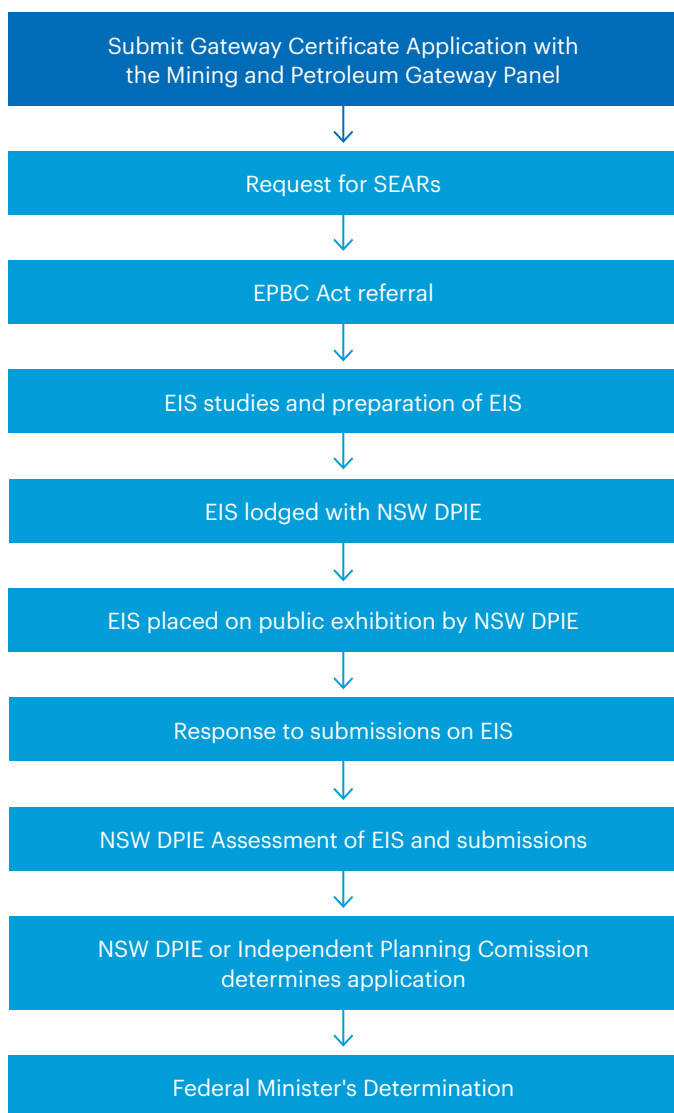 Submit Gateway Certificate Application with
the Mining and Petroleum Gateway Panel
Request for SEARs
EPBC Act referral
EIS studies and preparation of EIS
EIS lodged with NSW DPIE
EIS placed on public exhibition by NSW DPIE
Response to submissions on EIS
NSW DPIE Assessment of EIS and submissions
NSW DPIE or Independent Planning Comission
determines application
Federal Minister's Determination